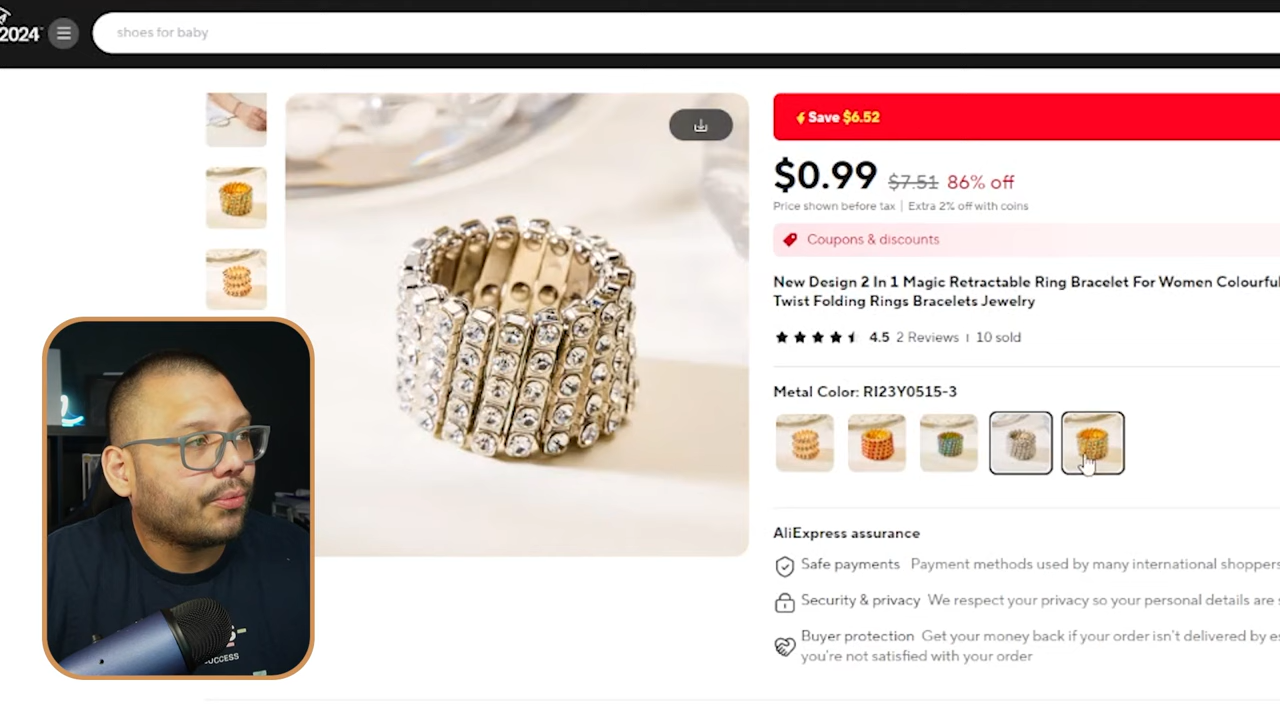 2024
shoes for baby
Save $6.52
$0.99 $7.51 86% off
Price shown before tax | Extra 2% off with coins
Coupons & discounts
New Design 2 In 1 Magic Retractable Ring Bracelet For Women Colourful
Twist Folding Rings Bracelets Jewelry
4.5 2 Reviews | 10 sold
Metal Color: RI23Y0515-3
AliExpress assurance
Safe payments Payment methods used by many international shoppers
Security & privacy We respect your privacy so your personal details are
Buyer protection Get your money back if your order isn't delivered by
you're not satisfied with your order
SUCCESS